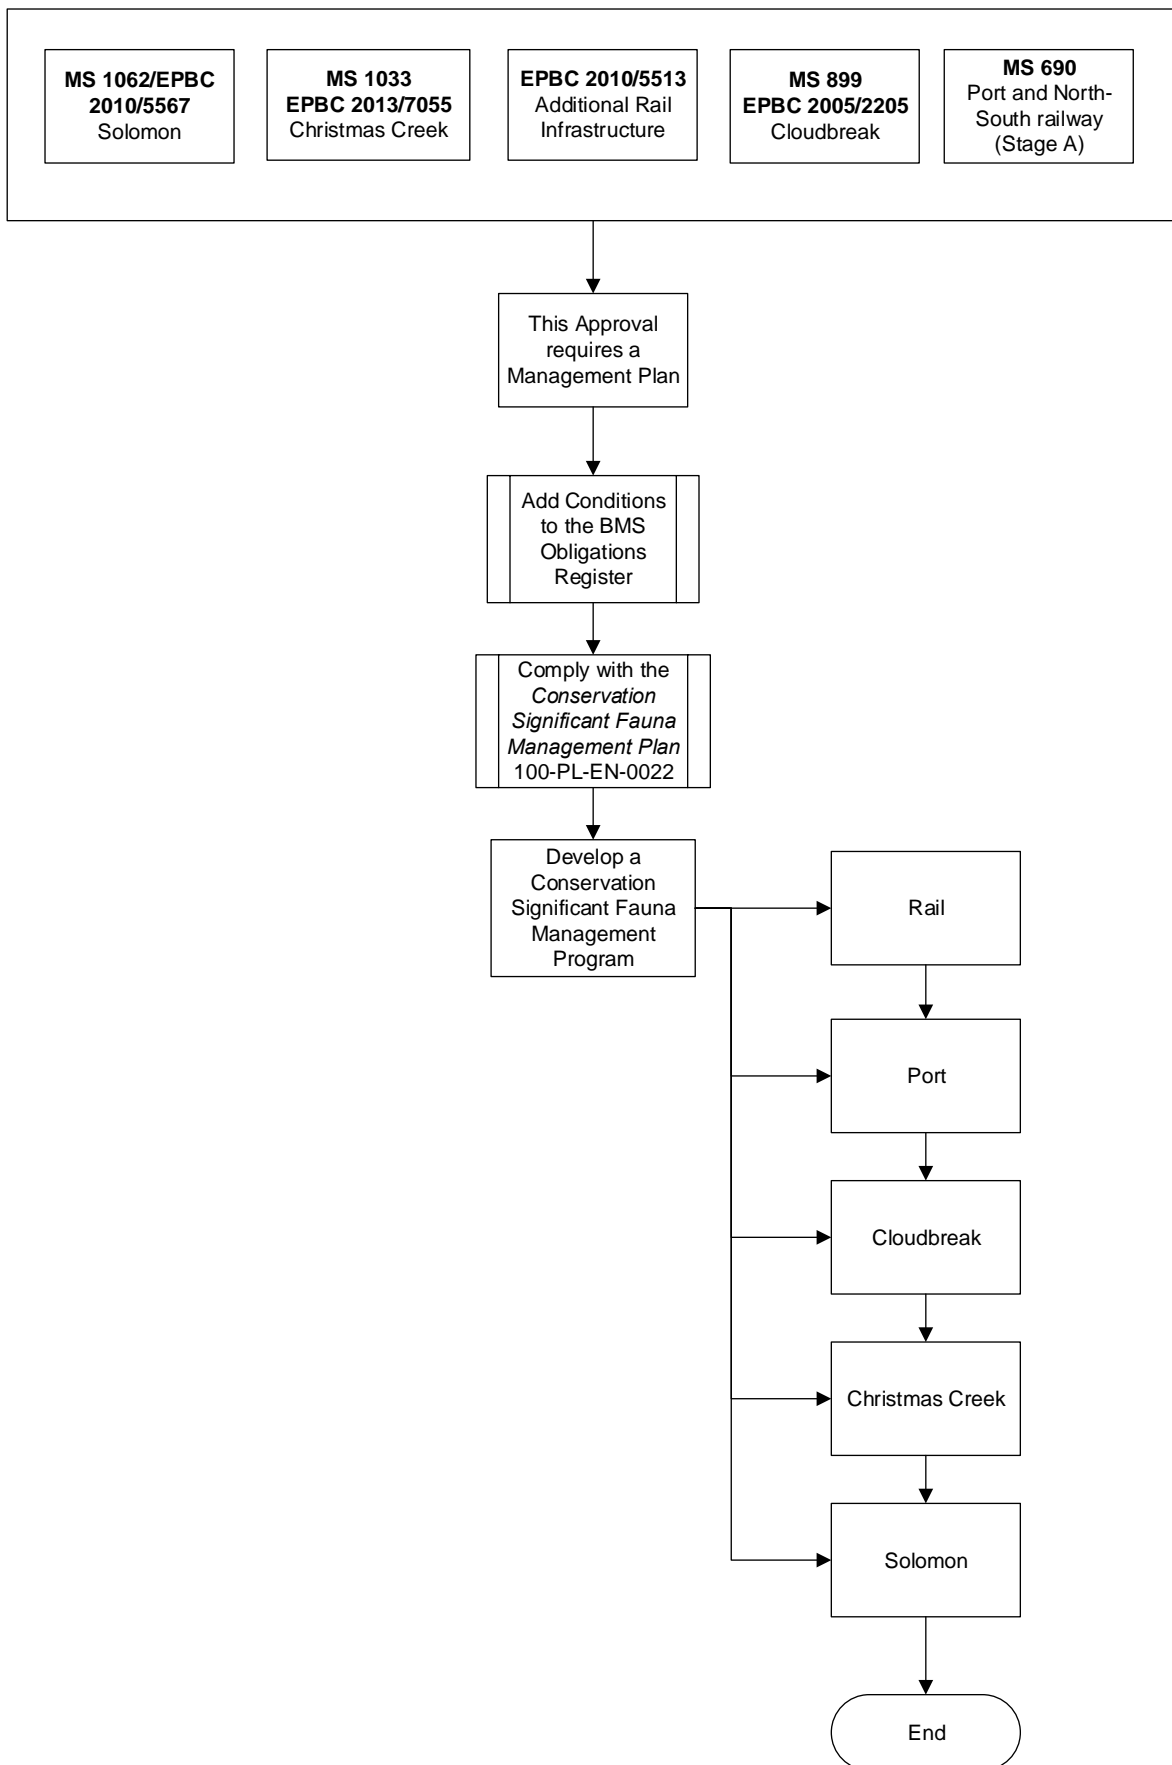 MS 1062/EPBC
2010/5567
Solomon
MS 1033
EPBC 2013/7055
Christmas Creek
EPBC 2010/5513
Additional Rail
Infrastructure
MS 899
EPBC 2005/2205
Cloudbreak
MS 690
Port and North-
South railway
(Stage A)
This Approval
requires a
Management Plan
Add Conditions
to the BMS
Obligations
Register
Comply with the
Conservation
Significant Fauna
Management Plan
100-PL-EN-0022
Develop a
Conservation
Significant Fauna
Management
Program
Rail
Port
Cloudbreak
Christmas Creek
Solomon
End